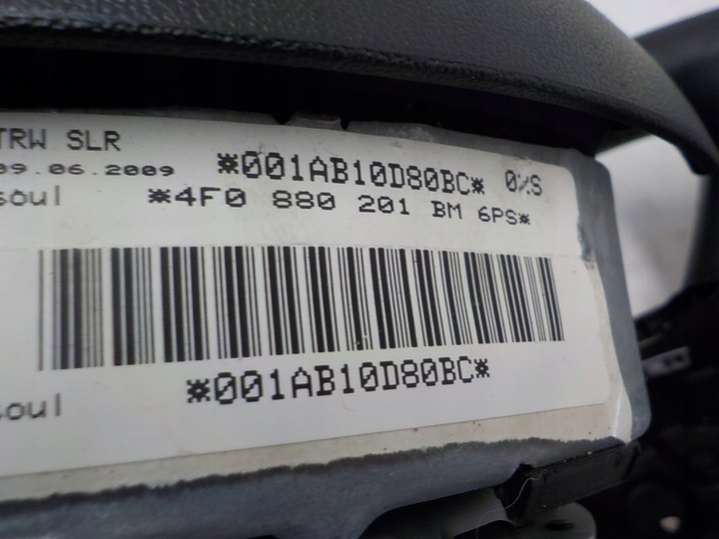 TRW SLR
*001AB10D80BC* 0%S
09.06.2009
soul *4F0 880 201 BM 6PS*
*001AB10D80BC*
soul